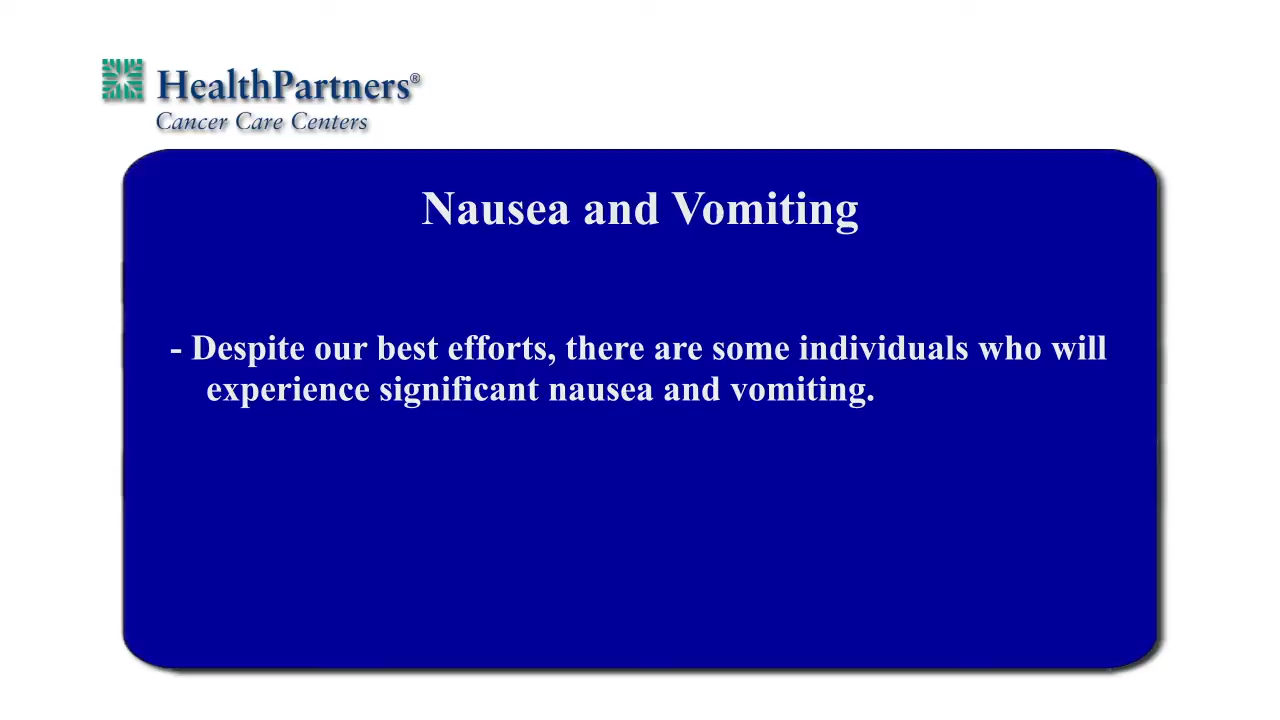 HealthPartners®
Cancer Care Centers
Nausea and Vomiting
- Despite our best efforts, there are some individuals who will
experience significant nausea and vomiting.